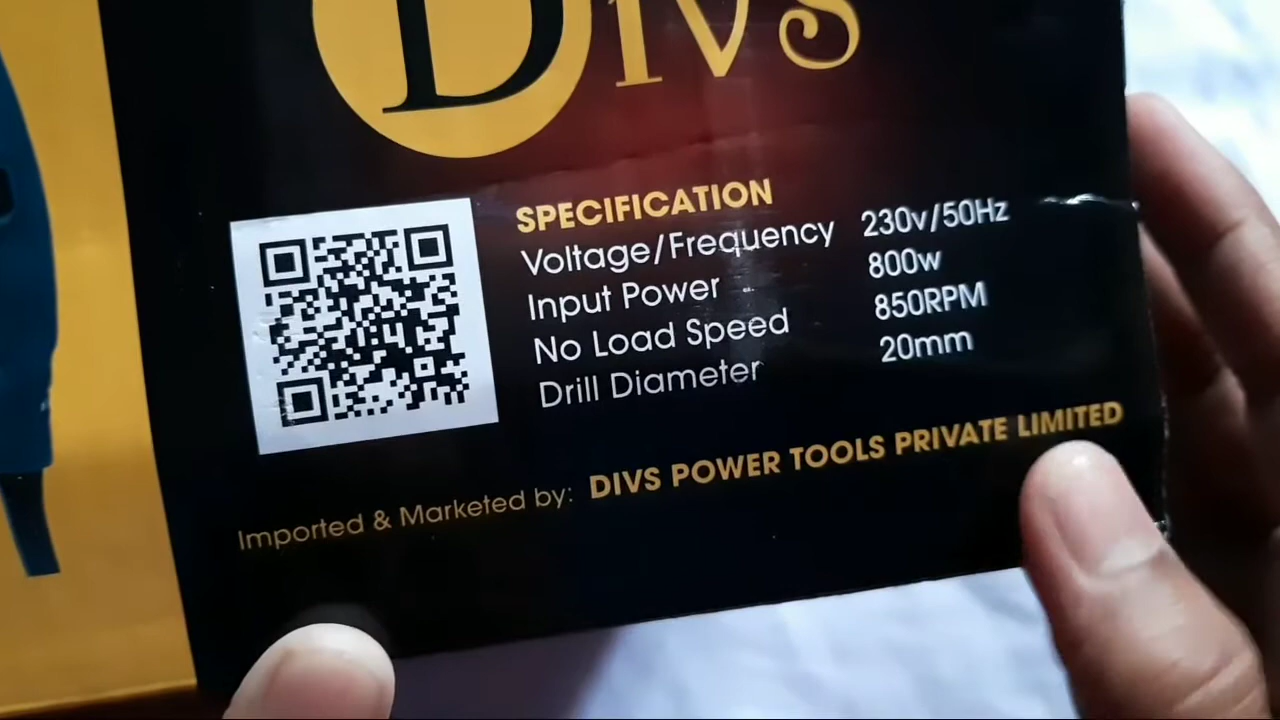 Divs
SPECIFICATION
Voltage/Frequency 230v/50Hz
Input Power 800w
No Load Speed 850RPM
Drill Diameter 20mm
Imported & Marketed by: DIVS POWER TOOLS PRIVATE LIMITED